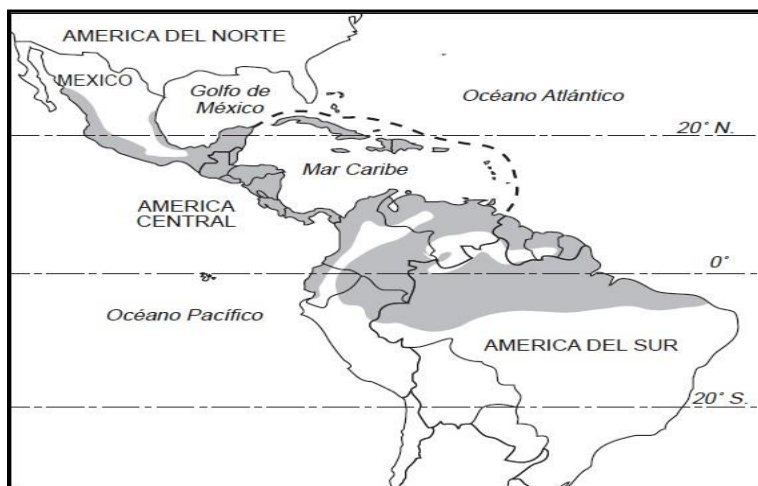 AMERICA DEL NORTE
MEXICO
Golfo de
México
Océano Atlántico
20° N.
Mar Caribe
AMERICA
CENTRAL
0°
Océano Pacífico
AMERICA DEL SUR
20° S.